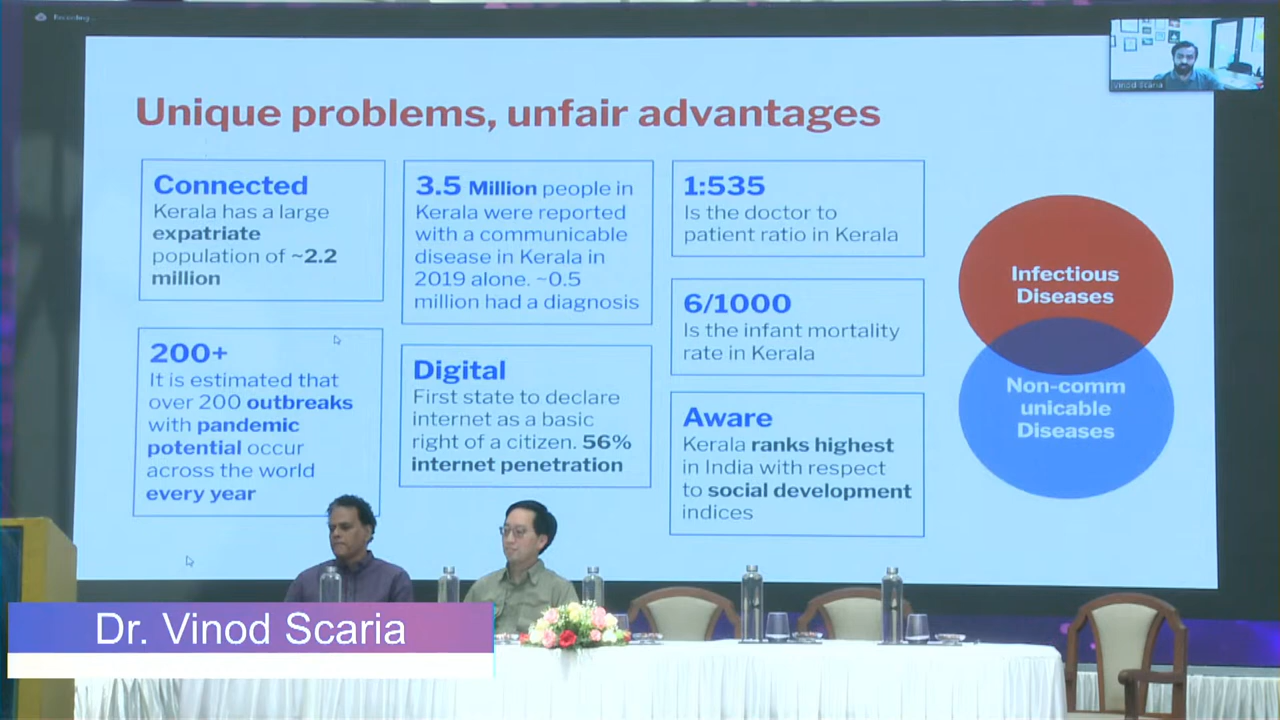 Recording...
Vinod Scaria
Unique problems, unfair advantages
Connected
Kerala has a large
expatriate
population of ~2.2
million
200+
It is estimated that
over 200 outbreaks
with pandemic
potential occur
across the world
every year
3.5 Million people in
Kerala were reported
with a communicable
disease in Kerala in
2019 alone. ~0.5
million had a diagnosis
Digital
First state to declare
internet as a basic
right of a citizen. 56%
internet penetration
1:535
Is the doctor to
patient ratio in Kerala
6/1000
Is the infant mortality
rate in Kerala
Aware
Kerala ranks highest
in India with respect
to social development
indices
Infectious
Diseases
Non-comm
unicable
Diseases
Dr. Vinod Scaria